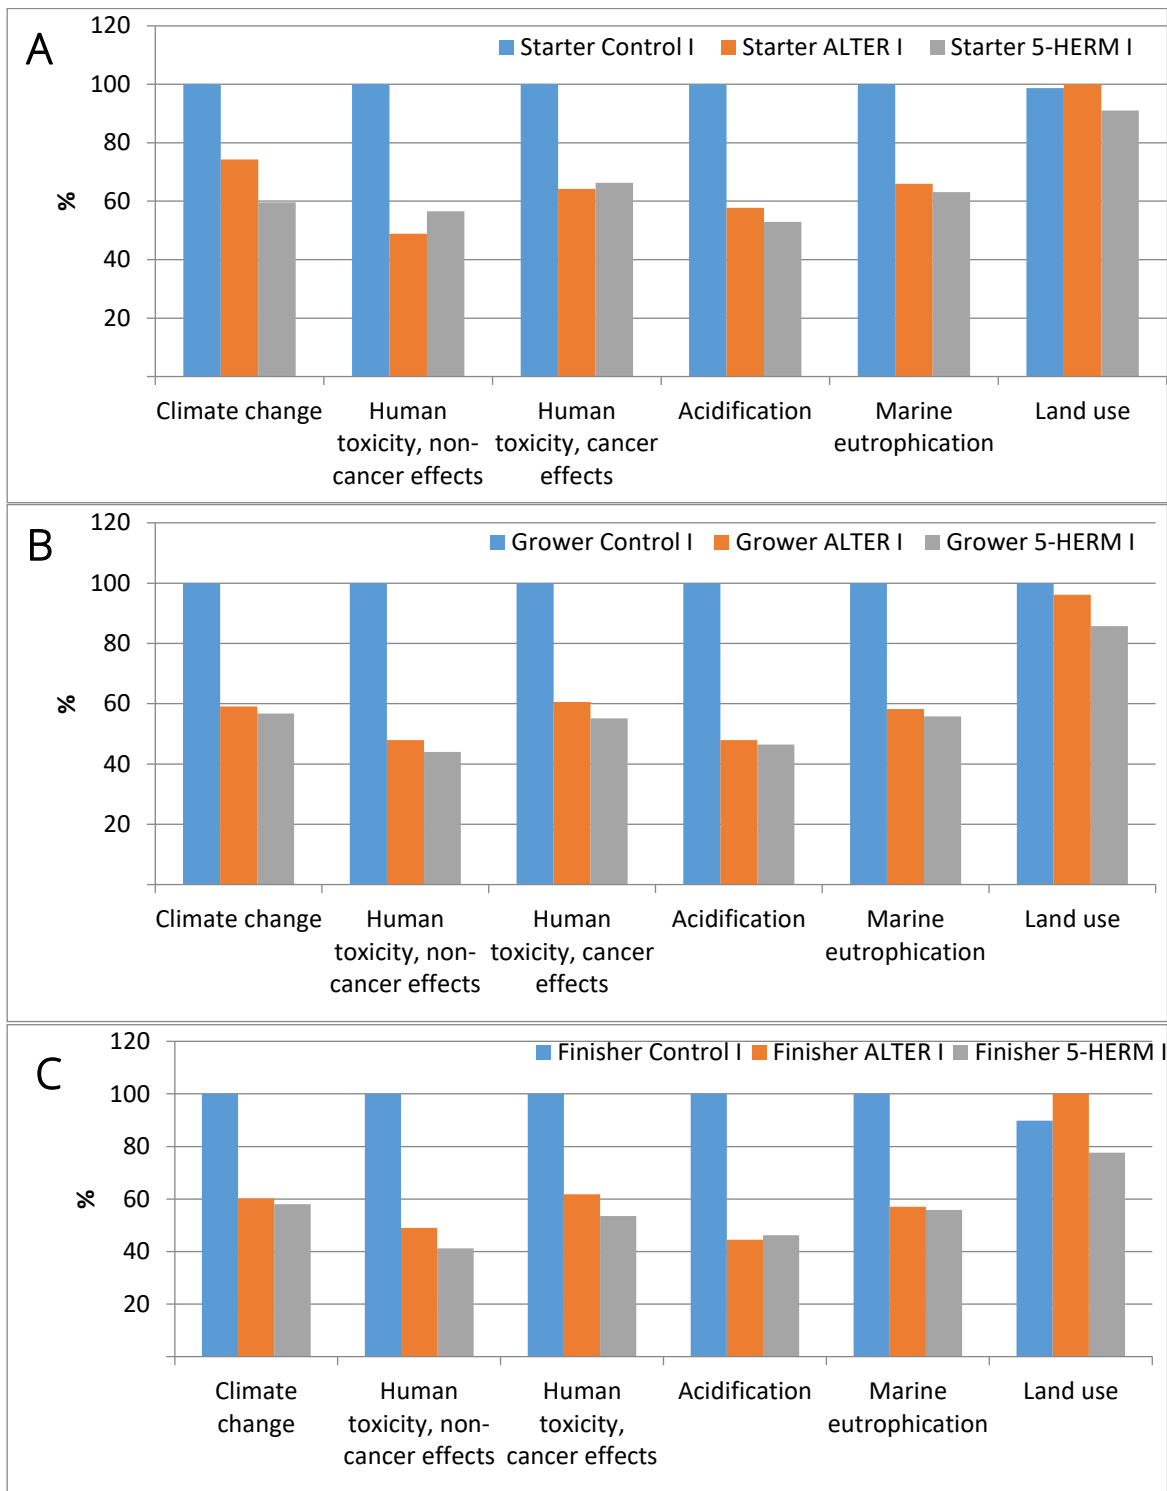 A
120
Starter Control I Starter ALTER I Starter 5-HERM I
100
80
60
40
20
%
Climate change
Human
toxicity, non-
cancer effects
Human
toxicity, cancer
effects
Acidification
Marine
eutrophication
Land use
B
120
Grower Control I Grower ALTER I Grower 5-HERM I
100
80
60
40
20
%
Climate change
Human
toxicity, non-
cancer effects
Human
toxicity, cancer
effects
Acidification
Marine
eutrophication
Land use
C
120
Finisher Control I Finisher ALTER I Finisher 5-HERM I
100
80
60
40
20
%
Climate
change
Human
toxicity, non-
cancer effects
Human
toxicity,
cancer effects
Acidification
Marine
eutrophication
Land use